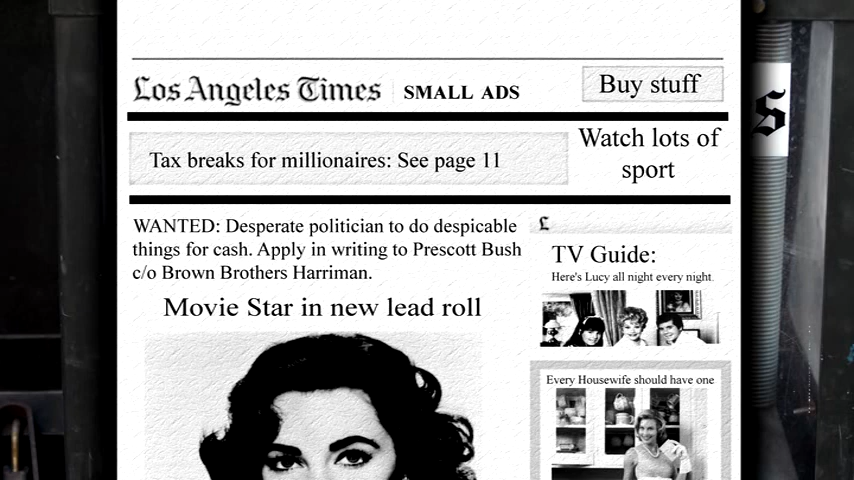 Los Angeles Times SMALL ADS
Buy stuff
Tax breaks for millionaires: See page 11
Watch lots of
sport
WANTED: Desperate politician to do despicable
things for cash. Apply in writing to Prescott Bush
c/o Brown Brothers Harriman.
Movie Star in new lead roll
L
TV Guide:
Here's Lucy all night every night.
Every Housewife should have one
S